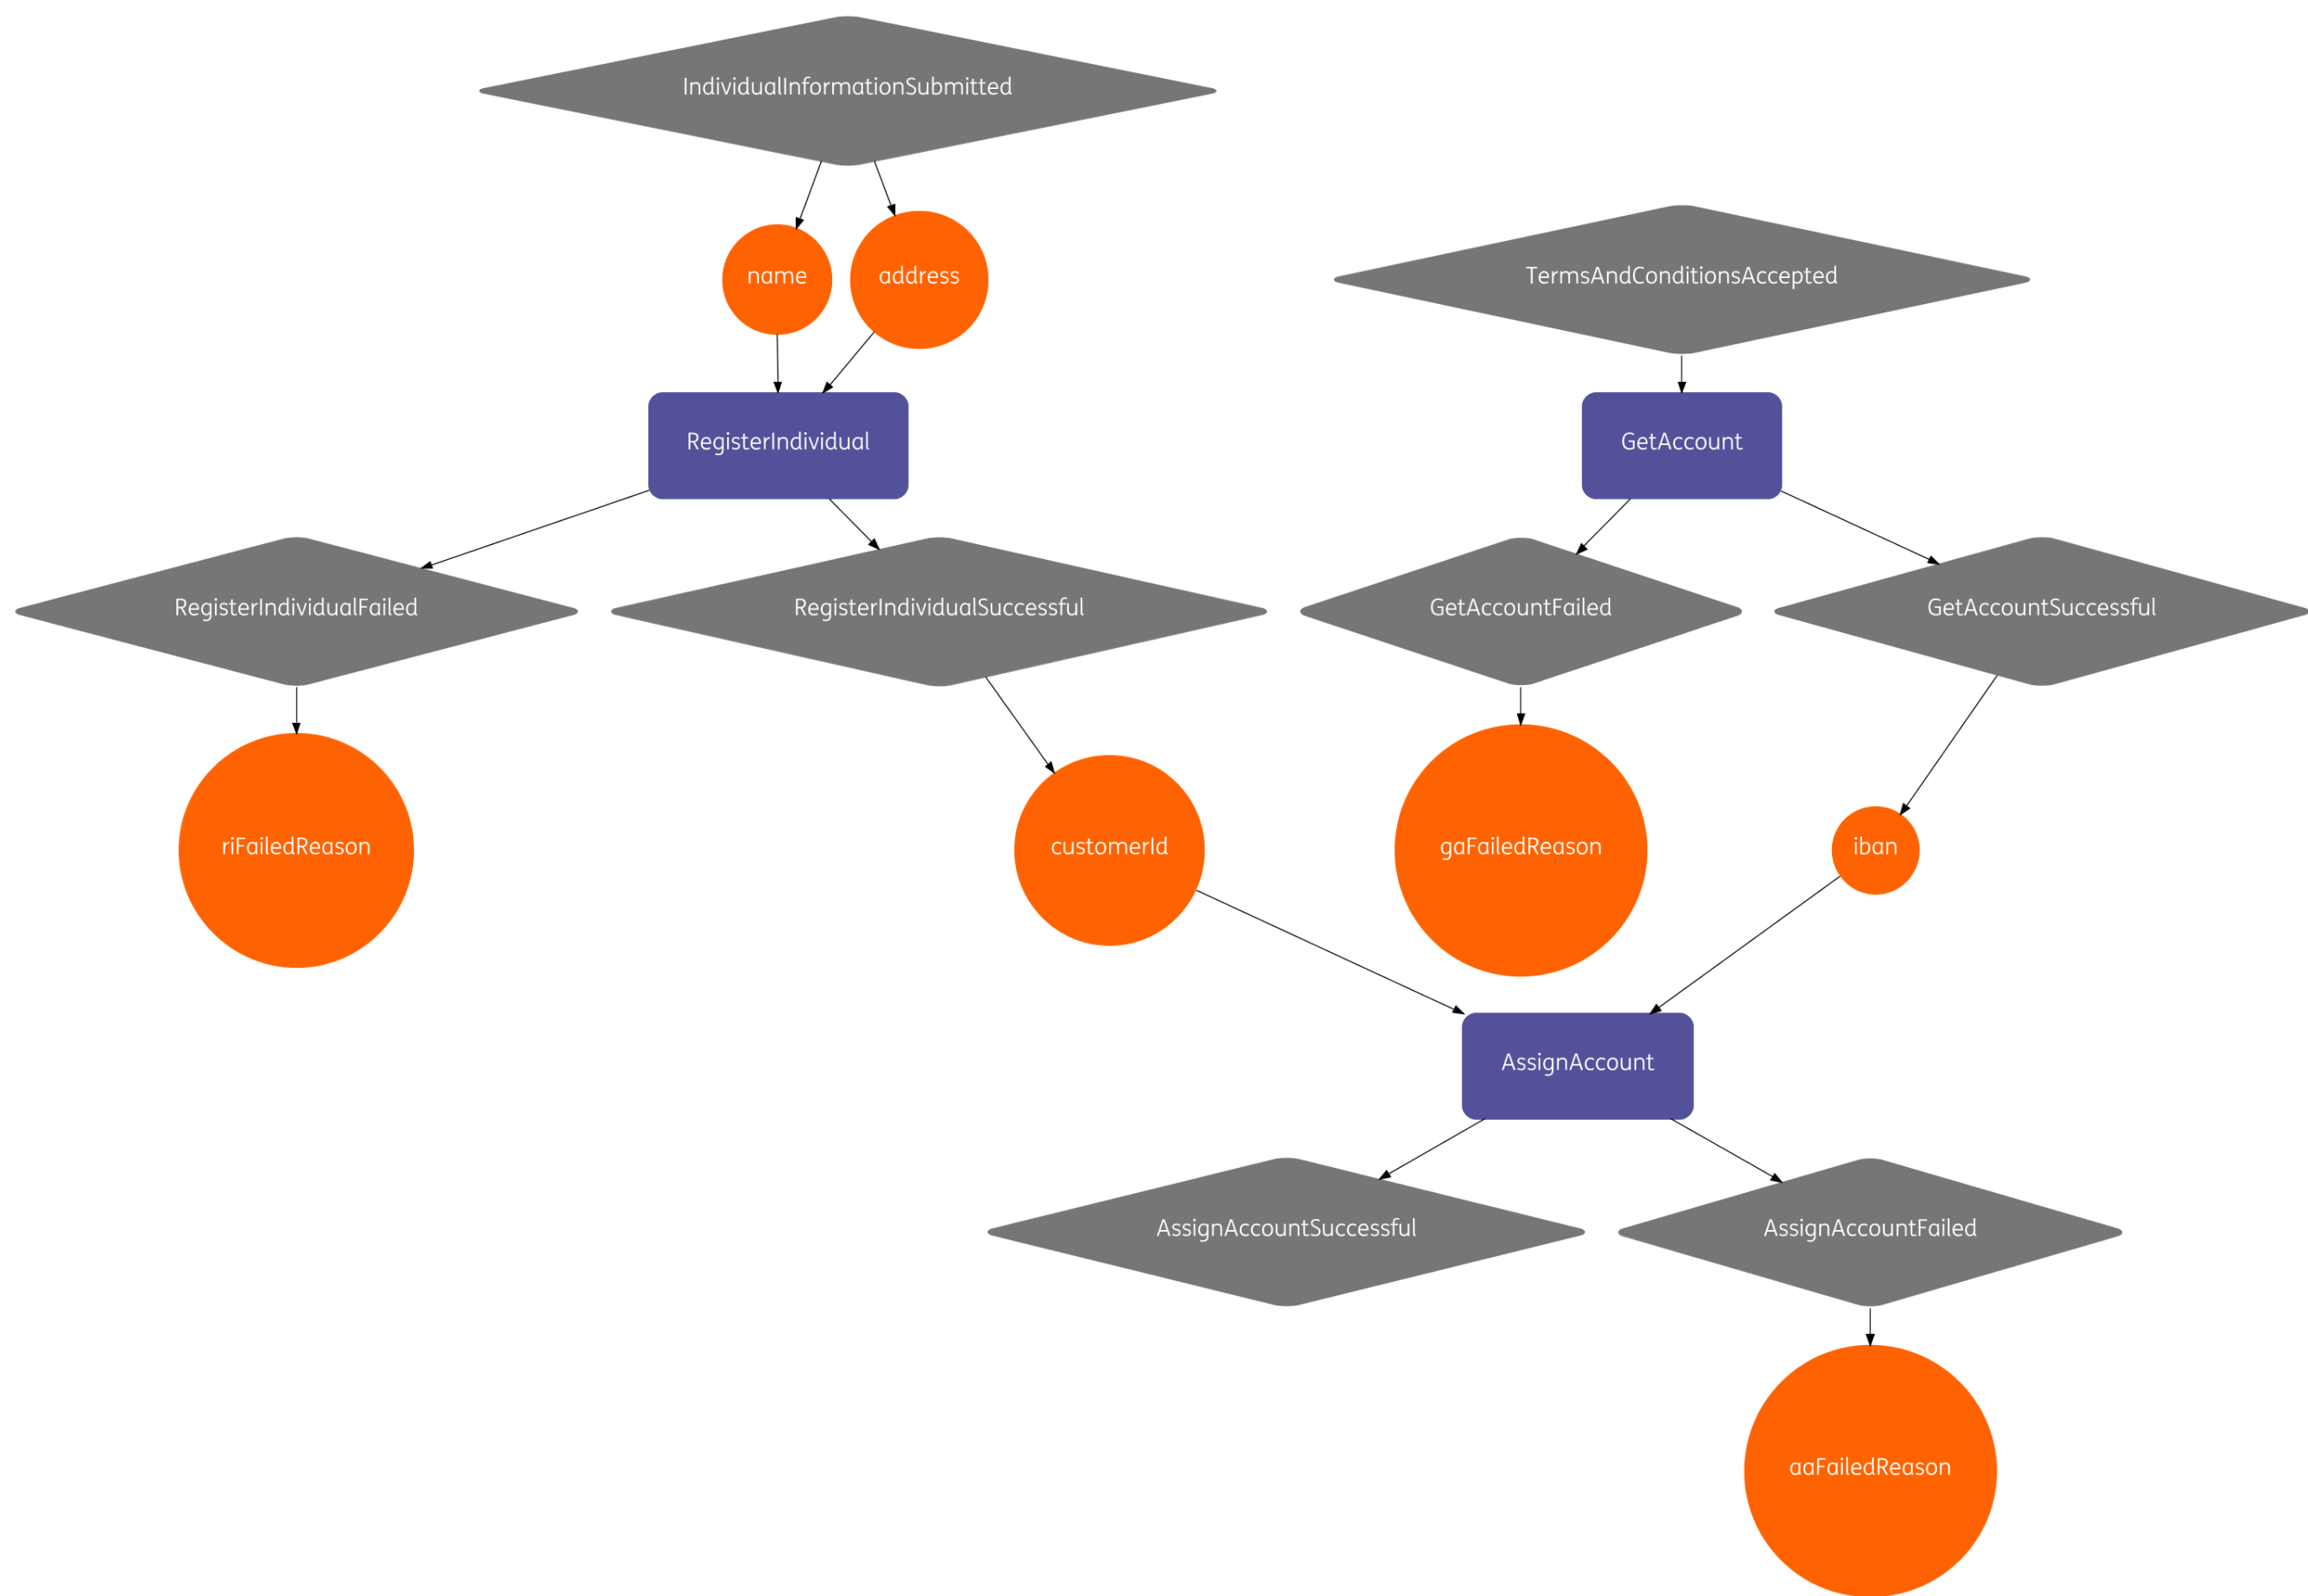 IndividualInformationSubmitted
name
address
TermsAndConditionsAccepted
RegisterIndividual
GetAccount
RegisterIndividualFailed
RegisterIndividualSuccessful
GetAccountFailed
GetAccountSuccessful
riFailedReason
customerId
gaFailedReason
iban
AssignAccount
AssignAccountSuccessful
AssignAccountFailed
aaFailedReason